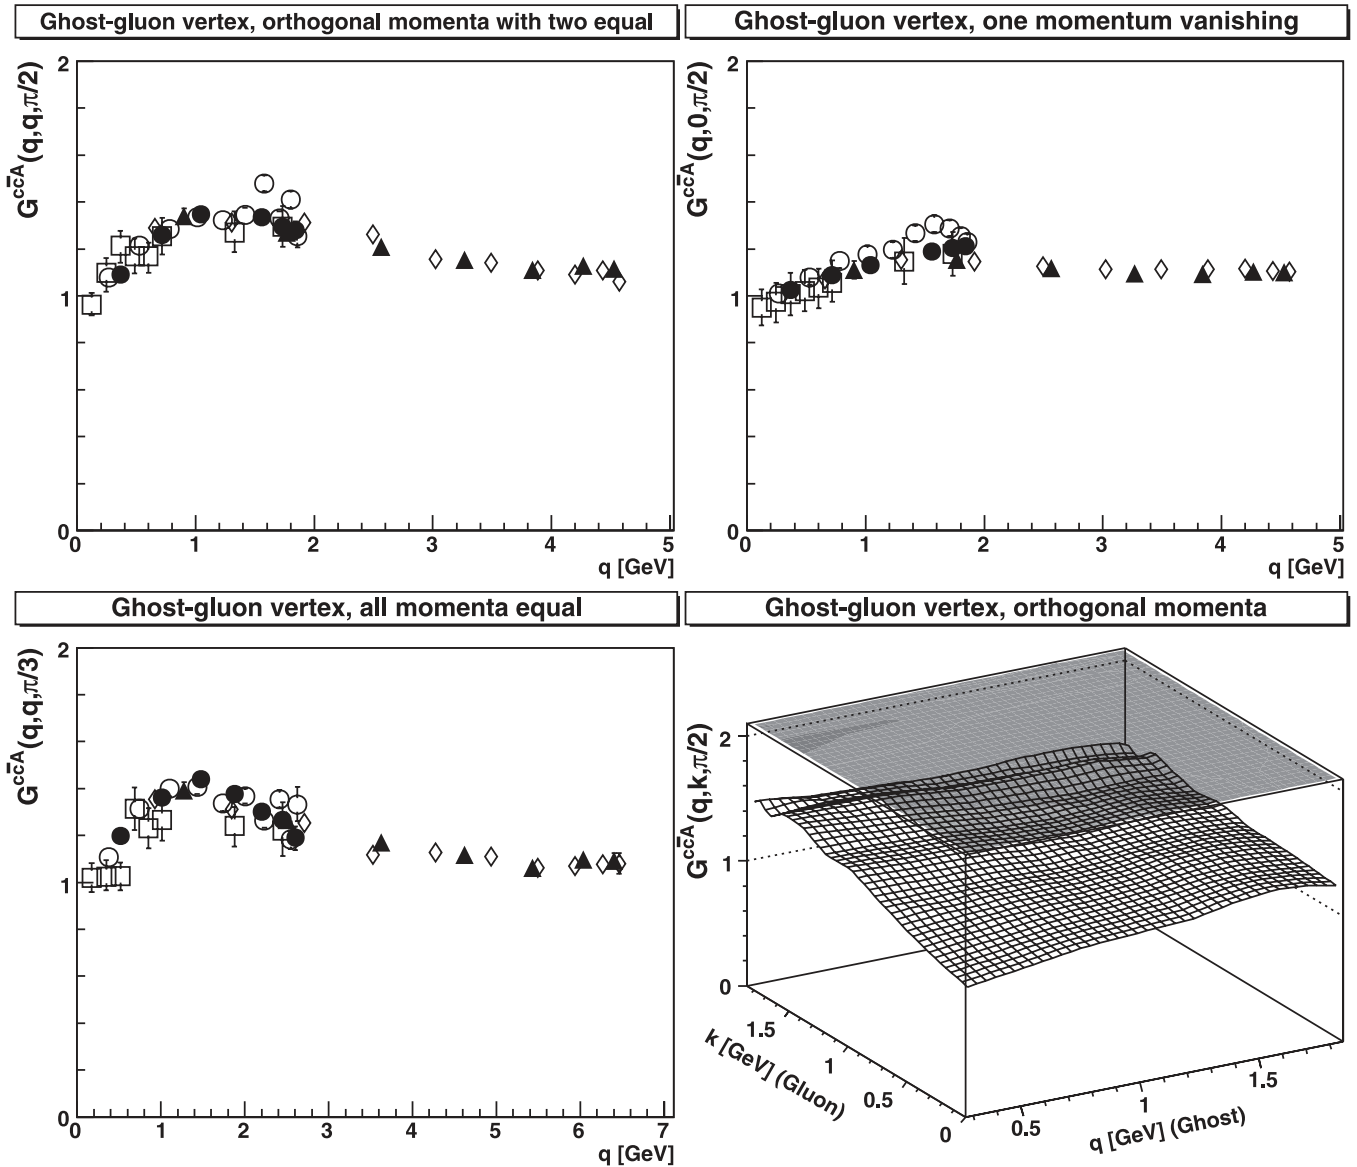 Ghost-gluon vertex, orthogonal momenta with two equal
G^{cc̄A}(q,q,π/2)
2
1
0
0 1 2 3 4 5
q [GeV]
Ghost-gluon vertex, one momentum vanishing
G^{cc̄A}(q,0,π/2)
2
1
0
0 1 2 3 4 5
q [GeV]
Ghost-gluon vertex, all momenta equal
G^{cc̄A}(q,q,π/3)
2
1
0
0 1 2 3 4 5 6 7
q [GeV]
Ghost-gluon vertex, orthogonal momenta
G^{cc̄A}(q,k,π/2)
2
1
0
1.5
1
0.5
0
k [GeV] (Gluon)
0.5
1
1.5
q [GeV] (Ghost)